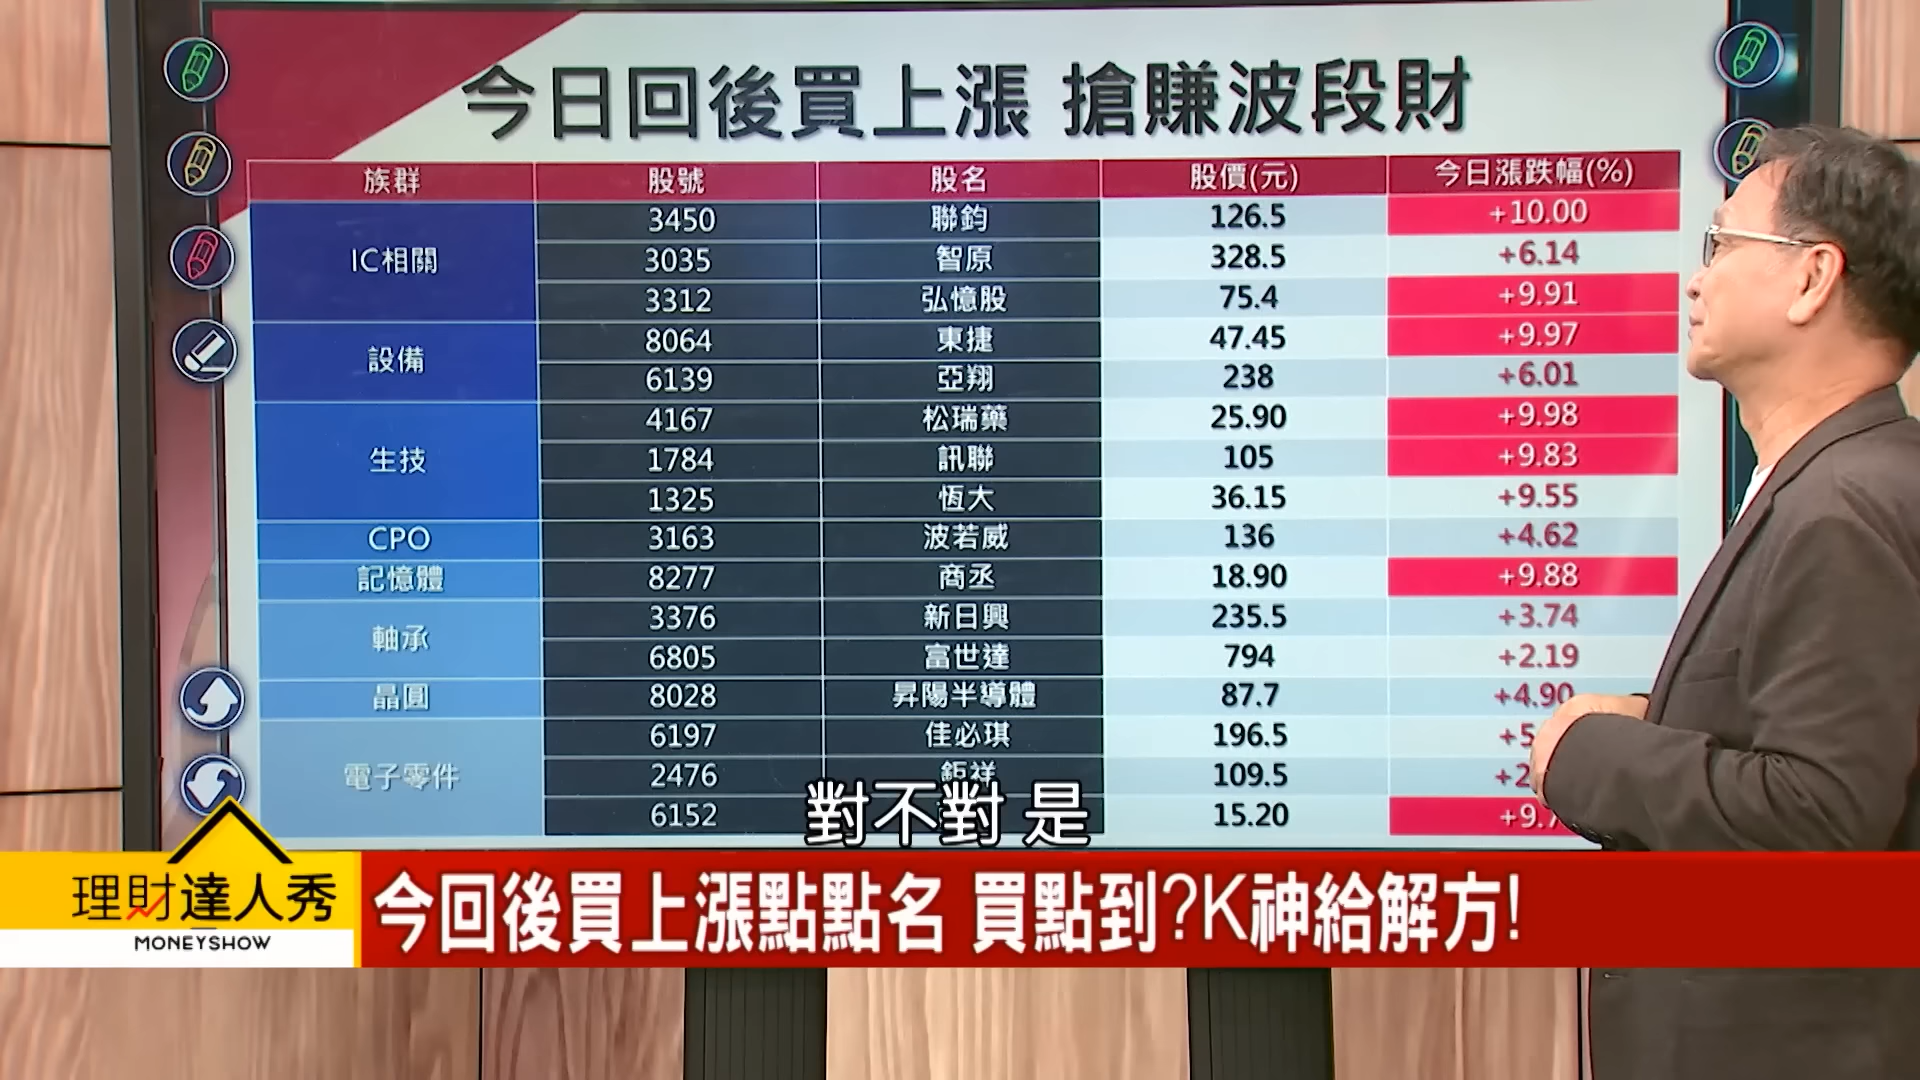 今日回後買上漲 搶賺波段財
族群 股號 股名 股價(元) 今日漲跌幅(%)
IC相關 3450 聯鈞 126.5 +10.00
3035 智原 328.5 +6.14
3312 弘憶股 75.4 +9.91
設備 8064 東捷 47.45 +9.97
6139 亞翔 238 +6.01
生技 4167 松瑞藥 25.90 +9.98
1784 訊聯 105 +9.83
1325 恆大 36.15 +9.55
CPO 3163 波若威 136 +4.62
記憶體 8277 商丞 18.90 +9.88
軸承 3376 新日興 235.5 +3.74
6805 富世達 794 +2.19
晶圓 8028 昇陽半導體 87.7 +4.90
電子零件 6197 佳必琪 196.5 +5
2476 鉅祥 109.5 +2
6152 15.20 +9.7
對不對 是
理財達人秀
MONEYSHOW
今回後買上漲點點名 買點到?K神給解方!